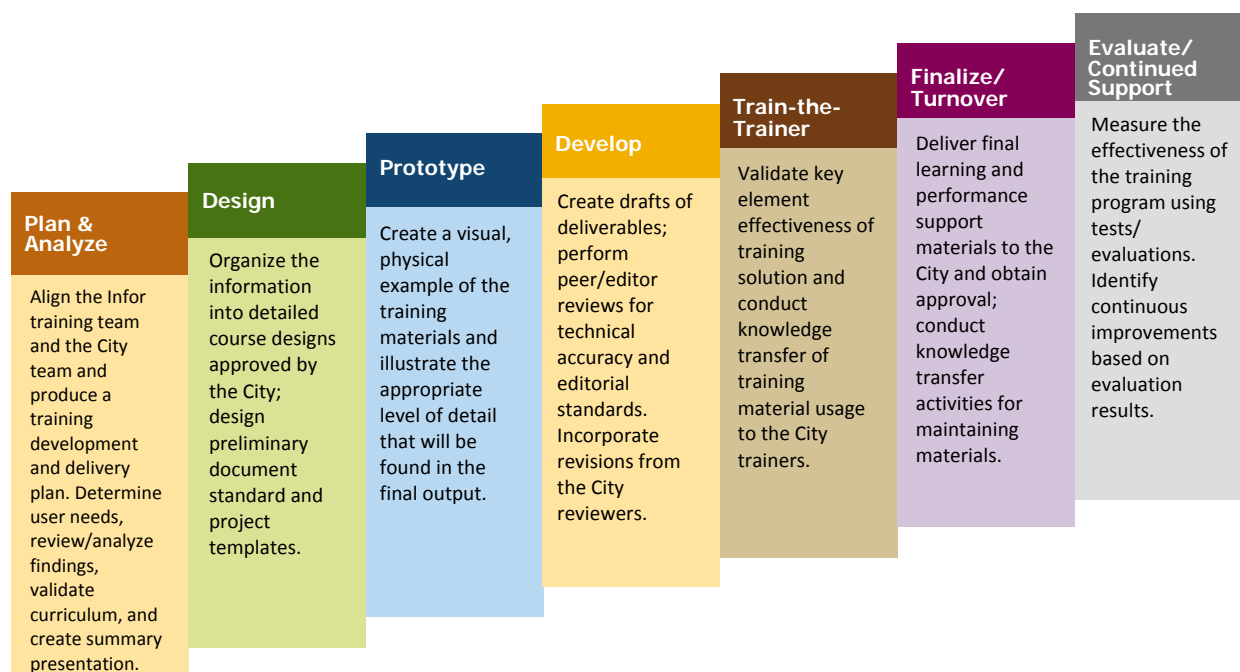 Plan &
Analyze
Align the Infor
training team
and the City
team and
produce a
training
development
and delivery
plan. Determine
user needs,
review/analyze
findings,
validate
curriculum, and
create summary
presentation.
Design
Organize the
information
into detailed
course designs
approved by
the City;
design
preliminary
document
standard and
project
templates.
Prototype
Create a visual,
physical
example of the
training
materials and
illustrate the
appropriate
level of detail
that will be
found in the
final output.
Develop
Create drafts of
deliverables;
perform
peer/editor
reviews for
technical
accuracy and
editorial
standards.
Incorporate
revisions from
the City
reviewers.
Train-the-
Trainer
Validate key
element
effectiveness of
training
solution and
conduct
knowledge
transfer of
training
material usage
to the City
trainers.
Finalize/
Turnover
Deliver final
learning and
performance
support
materials to the
City and obtain
approval;
conduct
knowledge
transfer
activities for
maintaining
materials.
Evaluate/
Continued
Support
Measure the
effectiveness of
the training
program using
tests/
evaluations.
Identify
continuous
improvements
based on
evaluation
results.